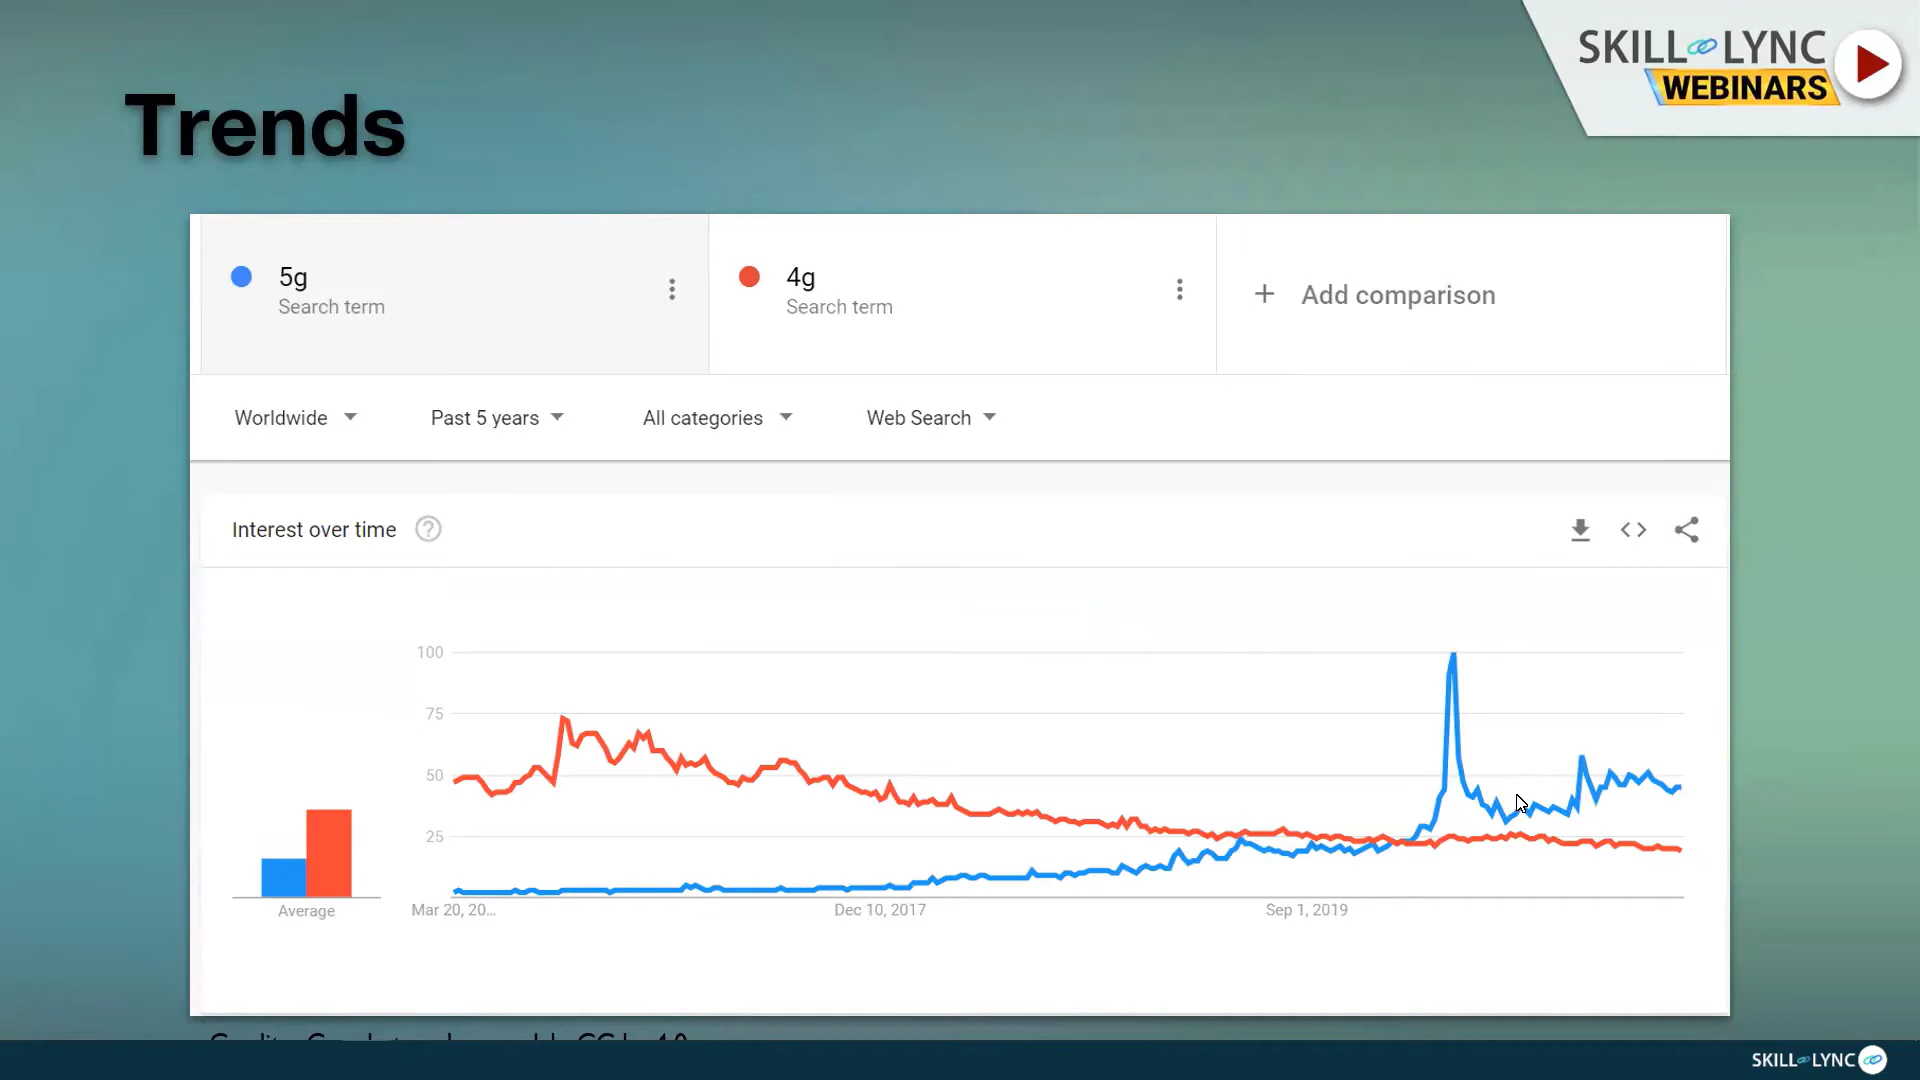 SKILL LYNC
WEBINARS
Trends
5g
Search term
4g
Search term
+ Add comparison
Worldwide
Past 5 years
All categories
Web Search
Interest over time ?
100
75
50
25
Average
Mar 20, 20...
Dec 10, 2017
Sep 1, 2019
SKILL LYNC